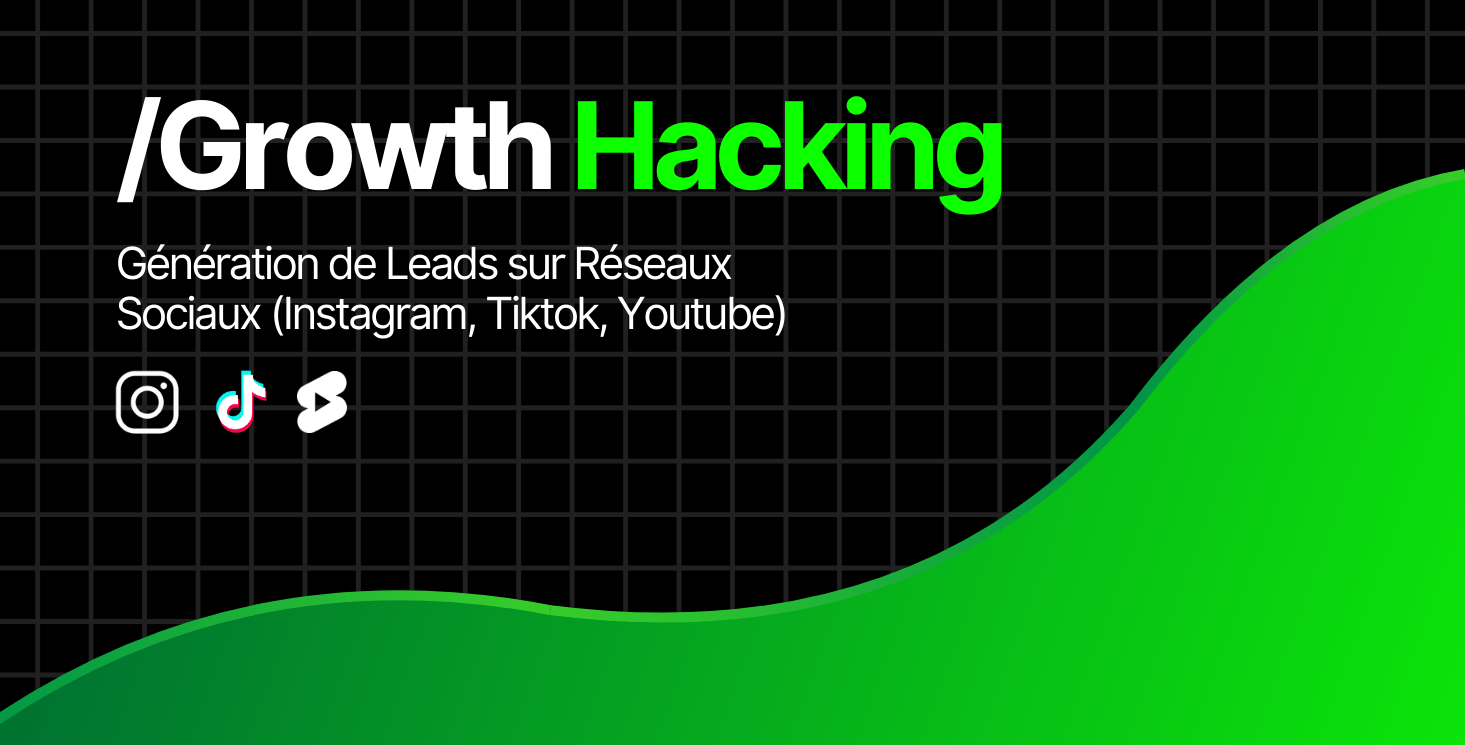 /Growth Hacking
Génération de Leads sur Réseaux
Sociaux (Instagram, Tiktok, Youtube)